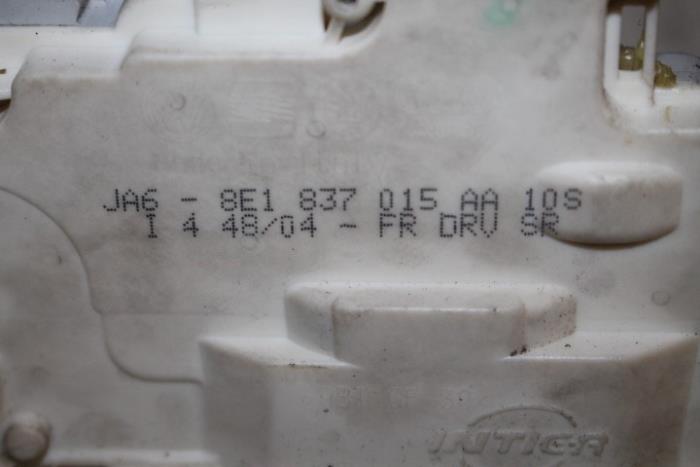 JA6 - 8E1 837 015 AA 10S
I 4 48/04 - FR DRV SR
INTIER